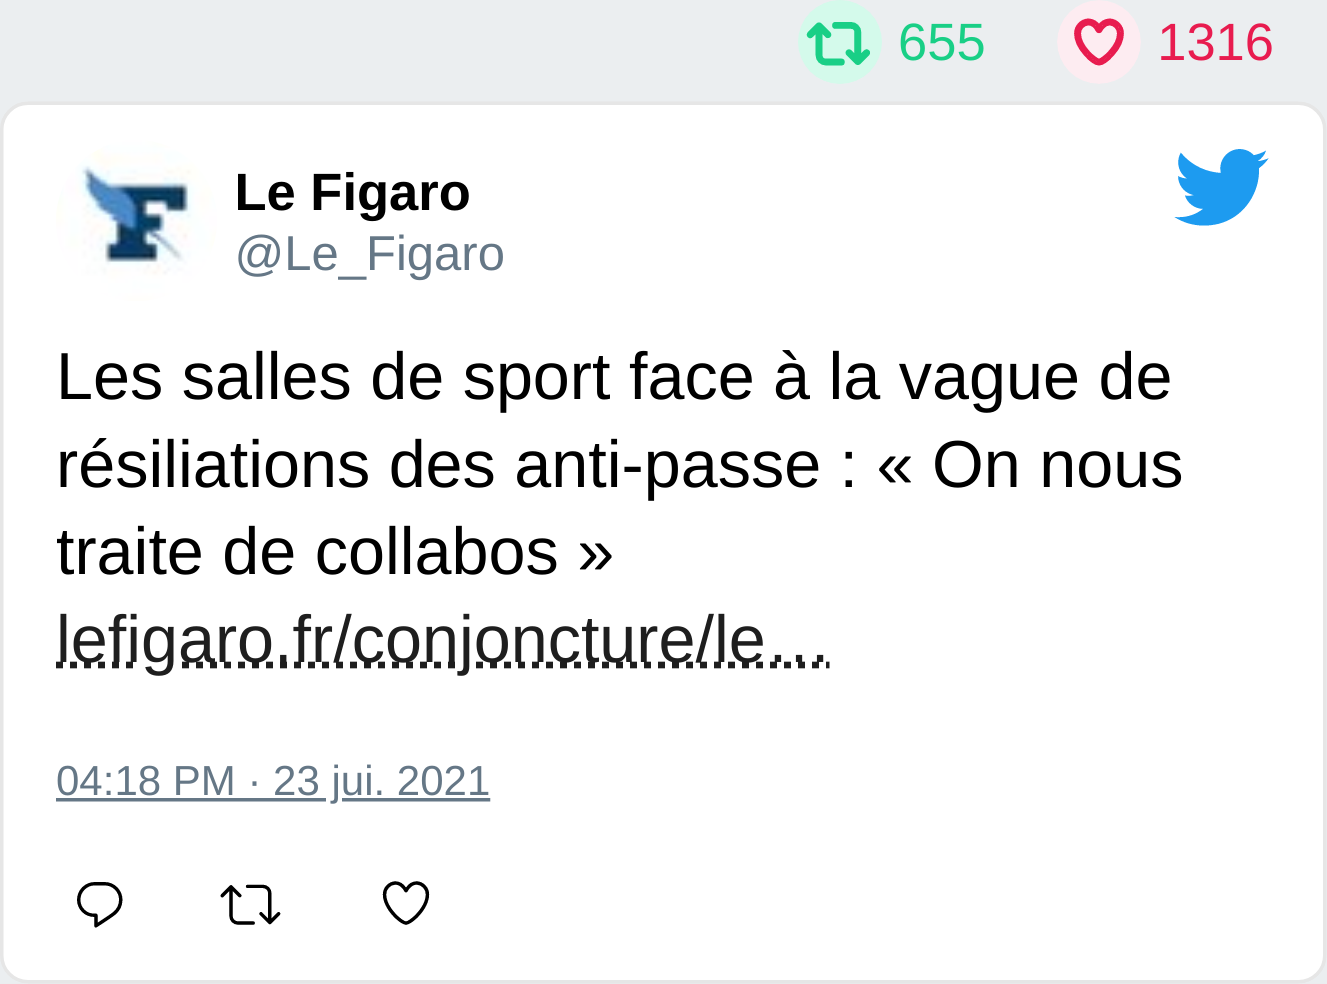 655 1316
Le Figaro
@Le_Figaro
Les salles de sport face à la vague de
résiliations des anti-passe : « On nous
traite de collabos »
lefigaro.fr/conjoncture/le...
04:18 PM · 23 jui. 2021